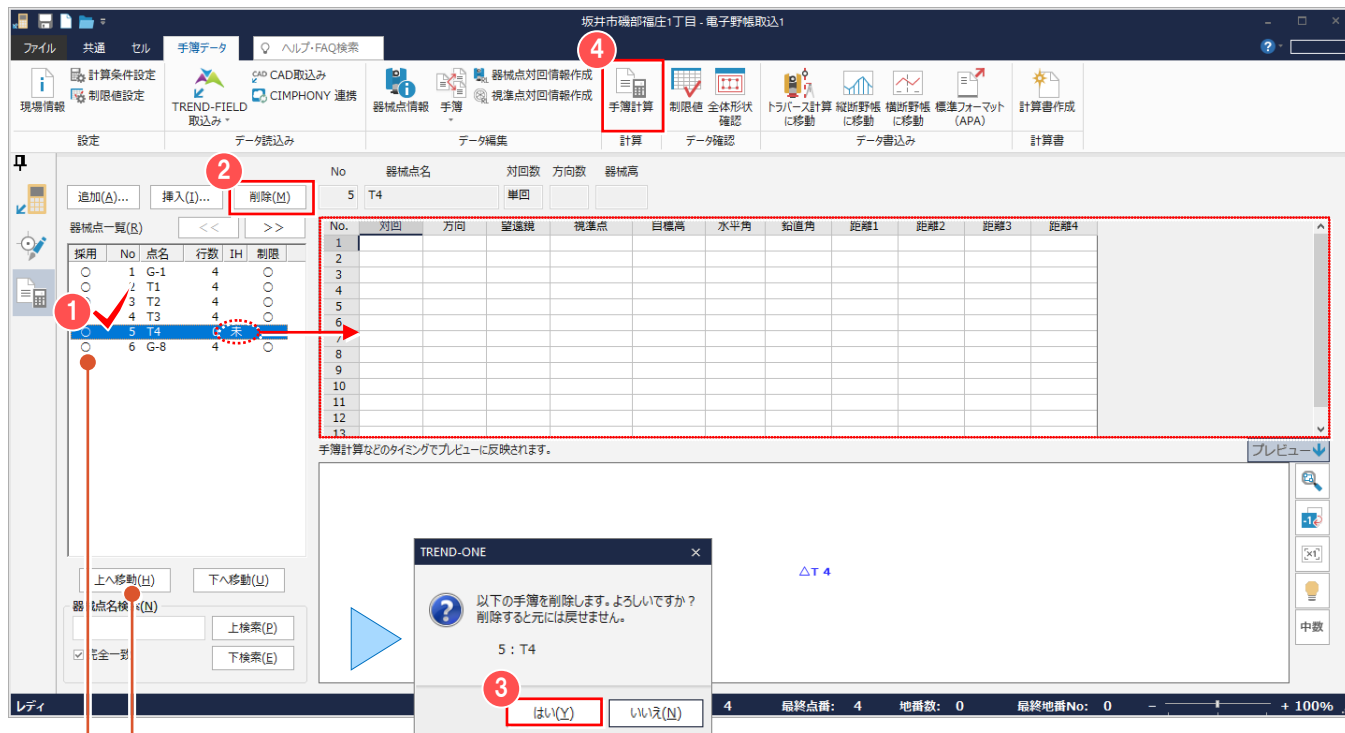 坂井市磯部福庄1丁目 - 電子野帳取込1
ファイル 共通 セル 手簿データ ヘルプ・FAQ検索
4
現場情報
計算条件設定
制限値設定
設定
TREND-FIELD
取込み
CAD CAD取込み
CIMPHONY 連携
データ読込み
器械点情報
手簿
器械点対回情報作成
視準点対回情報作成
データ編集
手簿計算
計算
制限値
全体形状
確認
データ確認
トラバース計算
に移動
縦断野帳
に移動
横断野帳
に移動
標準フォーマット
(APA)
データ書込み
計算書作成
計算書
2
追加(A)... 挿入(I)... 削除(M)
No 器械点名 対回数 方向数 器械高
5 T4 単回
器械点一覧(R) << >>
採用 No 点名 行数 IH 制限
○ 1 G-1 4 ○
○ 2 T1 4 ○
3 T2 4 ○
4 T3 4 ○
○ 5 T4 未
○ 6 G-8 4 ○
1
No. 対回 方向 望遠鏡 視準点 目標高 水平角 鉛直角 距離1 距離2 距離3 距離4
1
2
3
4
5
6
7
8
9
10
11
12
13
手簿計算などのタイミングでプレビューに反映されます。
プレビュー
△T 4
-1
[x1]
中数
上へ移動(H) 下へ移動(U)
器械点名検索(N)
上検索(P)
完全一致
下検索(E)
TREND-ONE ×
以下の手簿を削除します。よろしいですか？
削除すると元には戻せません。
5 : T4
3
はい(Y) いいえ(N)
レディ 4 最終点番: 4 地番数: 0 最終地番No: 0 - + 100%